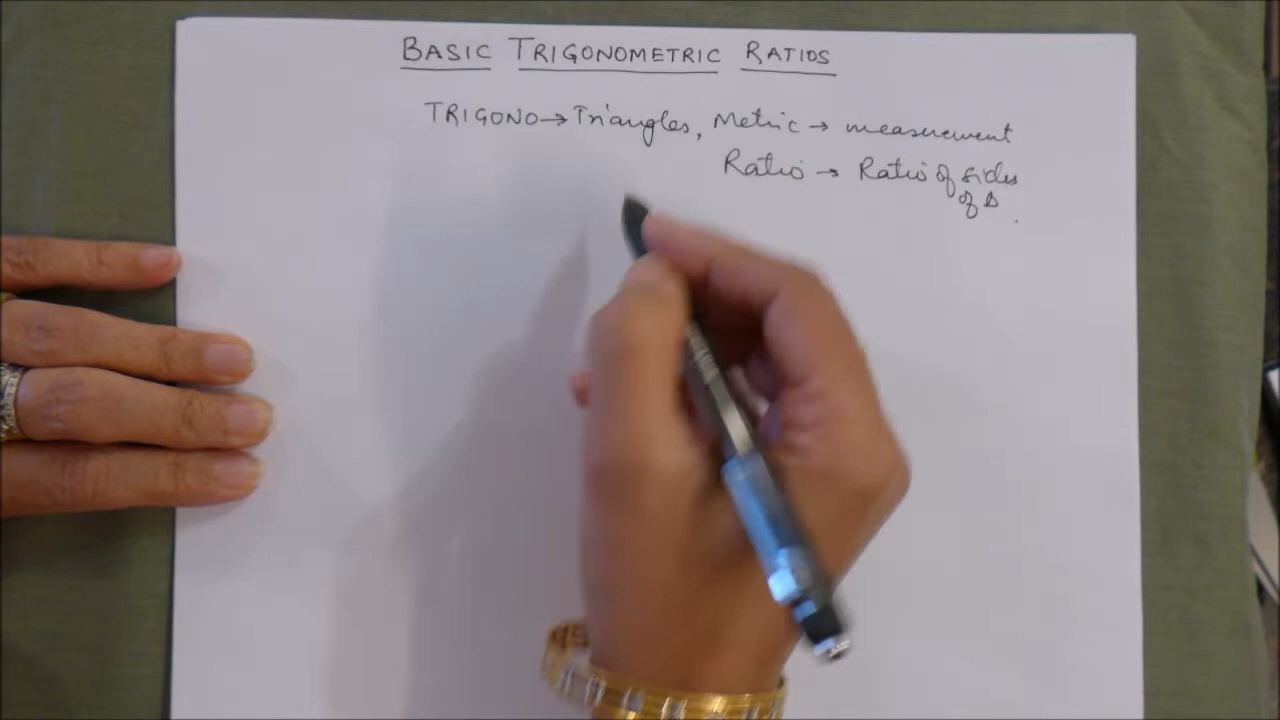 BASIC TRIGONOMETRIC RATIOS
TRIGONO→Triangles, Metric → measurement
Ratio → Ratio of sides
of Δ